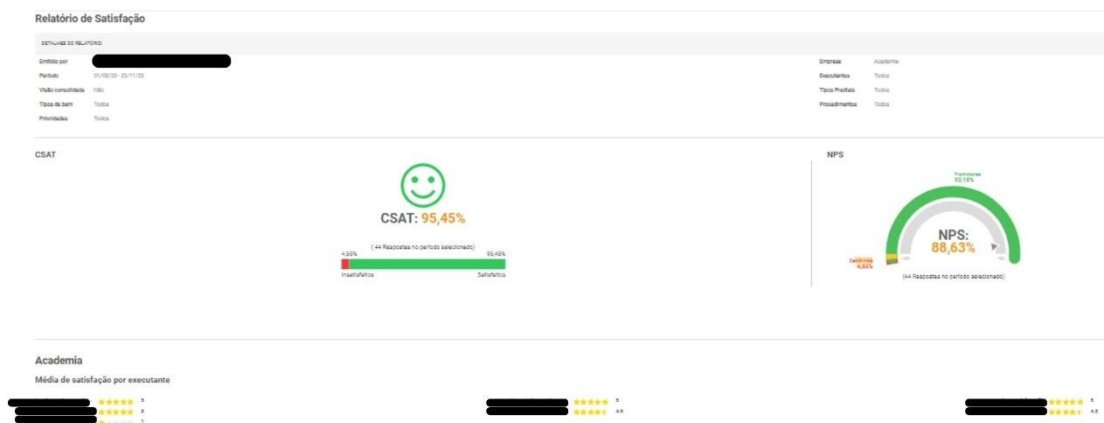 Relatório de Satisfação
DETALHES DO RELATÓRIO:
Emitido por
Período 01/09/25 - 25/11/25
Visão consolidada Não
Tipos de bem Todos
Prioridades Todos
Empresa Academia
Executantes Todos
Tipos Prediais Todos
Procedimentos Todos
CSAT
CSAT: 95,45%
( 44 Respostas no período selecionado)
4,55% 95,45%
Insatisfeitos Satisfeitos
NPS
Promotores
93,18%
NPS:
88,63%
-100 100
Detratores
4,55%
(44 Respostas no período selecionado)
Academia
Média de satisfação por executante
5 5 5
5 4.9 4.8
1